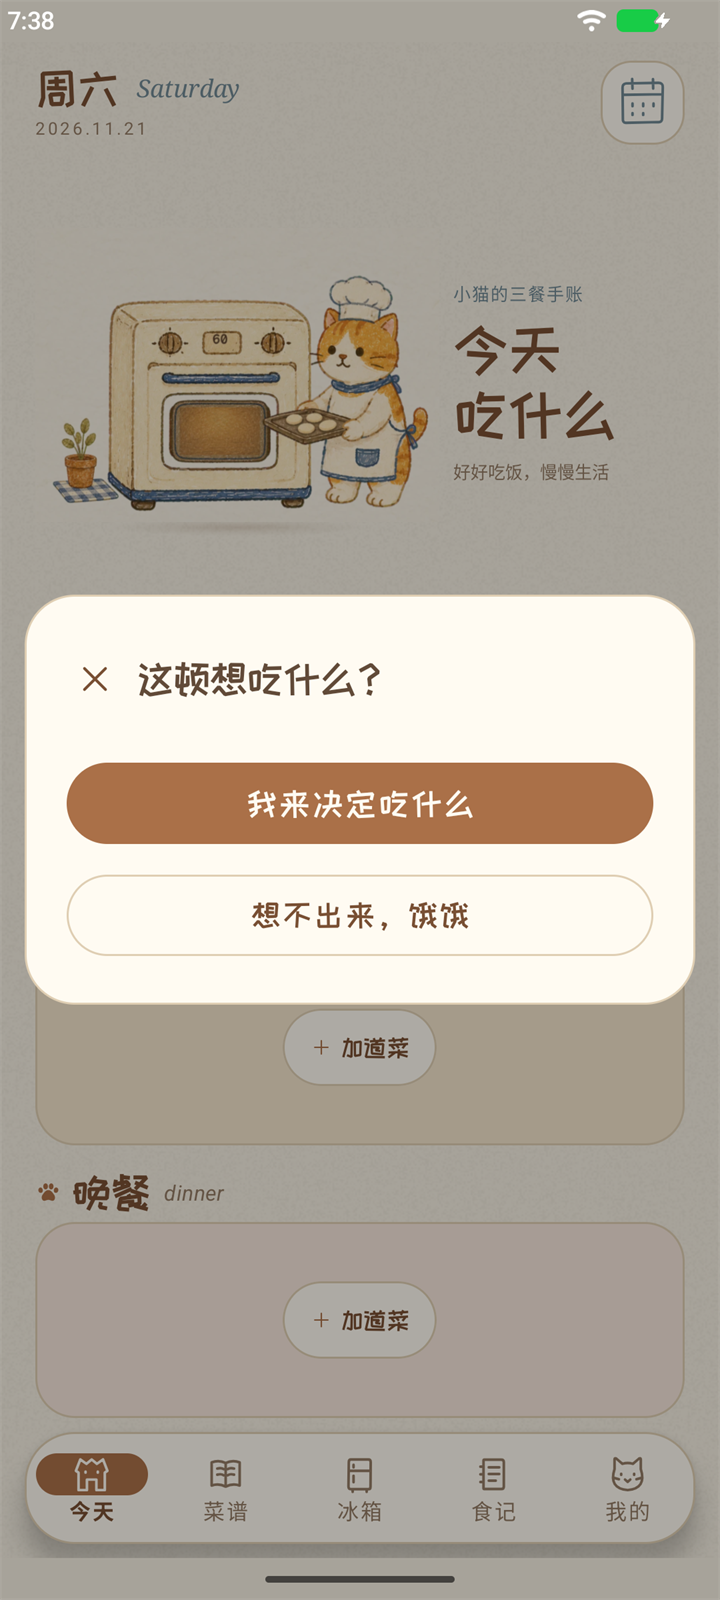 7:38
周六 Saturday
2026.11.21
60
小猫的三餐手账
今天
吃什么
好好吃饭，慢慢生活
这顿想吃什么？
我来决定吃什么
想不出来，饿饿
+ 加道菜
晚餐 dinner
+ 加道菜
今天 菜谱 冰箱 食记 我的